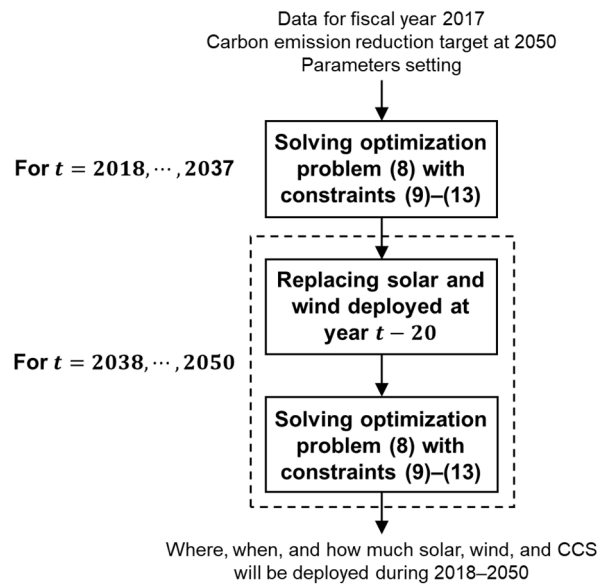 Data for fiscal year 2017
Carbon emission reduction target at 2050
Parameters setting
For t = 2018, ⋯, 2037
Solving optimization
problem (8) with
constraints (9)–(13)
For t = 2038, ⋯, 2050
Replacing solar and
wind deployed at
year t − 20
Solving optimization
problem (8) with
constraints (9)–(13)
Where, when, and how much solar, wind, and CCS
will be deployed during 2018–2050